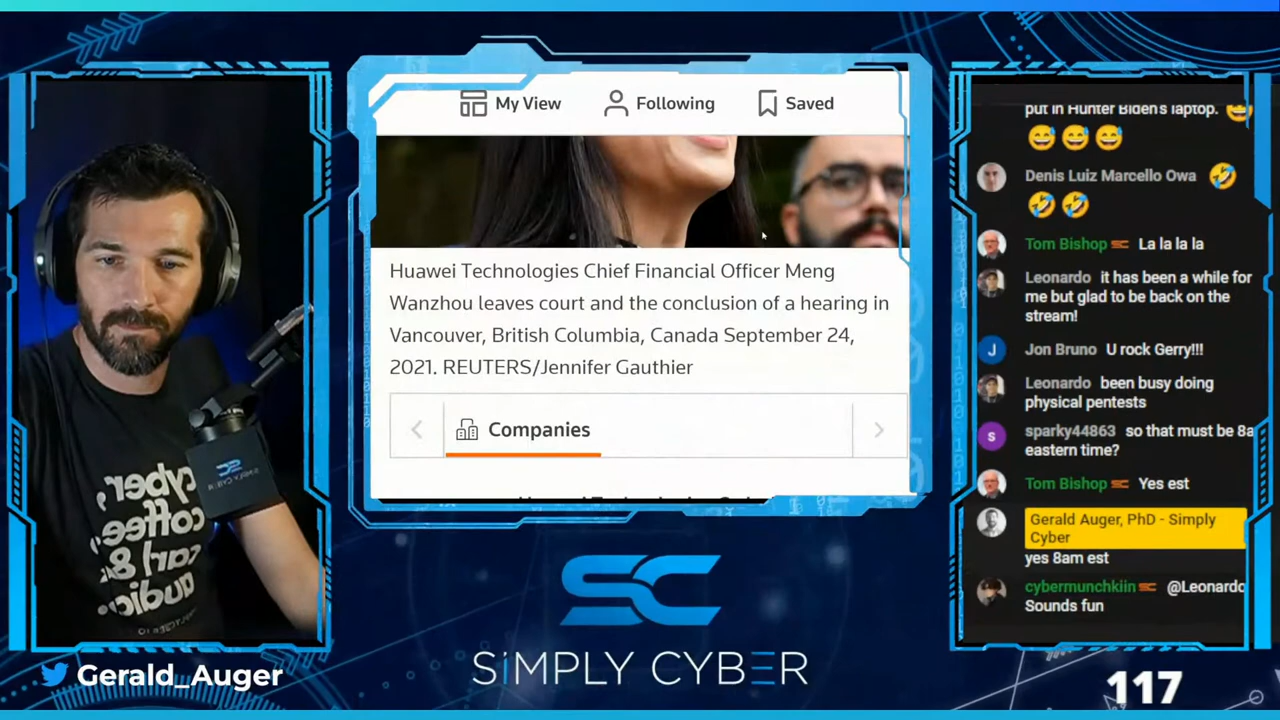 My View
Following
Saved
Huawei Technologies Chief Financial Officer Meng
Wanzhou leaves court and the conclusion of a hearing in
Vancouver, British Columbia, Canada September 24,
2021. REUTERS/Jennifer Gauthier
Companies
SC
SiMPLY CYBER
cyber,
coffee,
carl &
audio.
Gerald_Auger
put in Hunter Biden's laptop. 😅
😅😅😅
Denis Luiz Marcello Owa 🤣
🤣🤣
Tom Bishop La la la la
Leonardo it has been a while for
me but glad to be back on the
stream!
J
Jon Bruno U rock Gerry!!!
Leonardo been busy doing
physical pentests
s
sparky44863 so that must be 8a
eastern time?
Tom Bishop Yes est
Gerald Auger, PhD - Simply
Cyber
yes 8am est
cybermunchkiin @Leonardo
Sounds fun
117